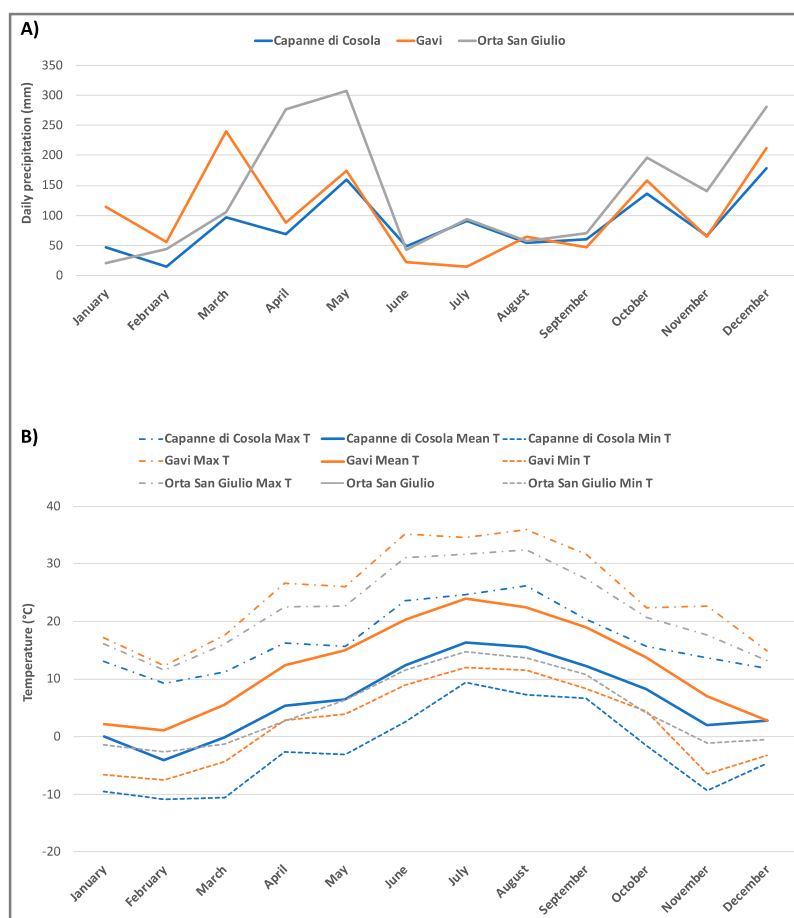 A)
Capanne di Cosola Gavi Orta San Giulio
Daily precipitation (mm)
350
300
250
200
150
100
50
0
January February March April May June July August September October November December
B)
Capanne di Cosola Max T Capanne di Cosola Mean T Capanne di Cosola Min T
Gavi Max T Gavi Mean T Gavi Min T
Orta San Giulio Max T Orta San Giulio Orta San Giulio Min T
Temperature (°C)
40
30
20
10
0
-10
-20
January February March April May June July August September October November December